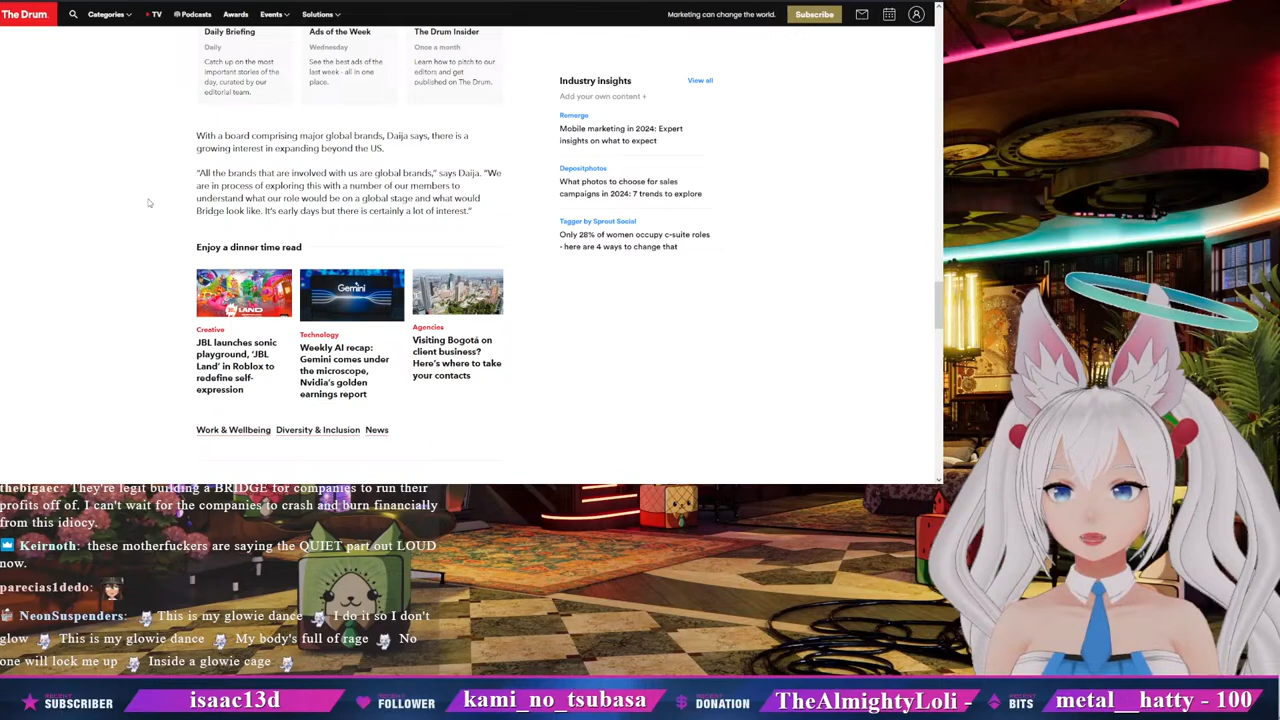 The Drum.
Categories
TV
Podcasts
Awards
Events
Solutions
Marketing can change the world.
Subscribe
Daily Briefing
Daily
Catch up on the most
important stories of the
day, curated by our
editorial team.
Ads of the Week
Wednesday
See the best ads of the
last week - all in one
place.
The Drum Insider
Once a month
Learn how to pitch to our
editors and get
published on The Drum.
With a board comprising major global brands, Daija says, there is a
growing interest in expanding beyond the US.
“All the brands that are involved with us are global brands,” says Daija. “We
are in process of exploring this with a number of our members to
understand what our role would be on a global stage and what would
Bridge look like. It’s early days but there is certainly a lot of interest.”
Enjoy a dinner time read
LAND
Creative
JBL launches sonic
playground, ‘JBL
Land’ in Roblox to
redefine self-
expression
Gemini
Technology
Weekly AI recap:
Gemini comes under
the microscope,
Nvidia’s golden
earnings report
Agencies
Visiting Bogotá on
client business?
Here’s where to take
your contacts
Work & Wellbeing Diversity & Inclusion News
Industry insights
View all
Add your own content +
Remerge
Mobile marketing in 2024: Expert
insights on what to expect
Depositphotos
What photos to choose for sales
campaigns in 2024: 7 trends to explore
Tagger by Sprout Social
Only 28% of women occupy c-suite roles
- here are 4 ways to change that
thebigaec: They're legit building a BRIDGE for companies to run their
profits off of. I can't wait for the companies to crash and burn financially
from this idiocy.
Keirnoth: these motherfuckers are saying the QUIET part out LOUD
now.
parecias1dedo:
NeonSuspenders: This is my glowie dance I do it so I don't
glow This is my glowie dance My body's full of rage No
one will lock me up Inside a glowie cage
RECENT SUBSCRIBER
isaac13d
RECENT FOLLOWER
kami_no_tsubasa
RECENT DONATION
TheAlmightyLoli -
RECENT BITS
metal__hatty - 100